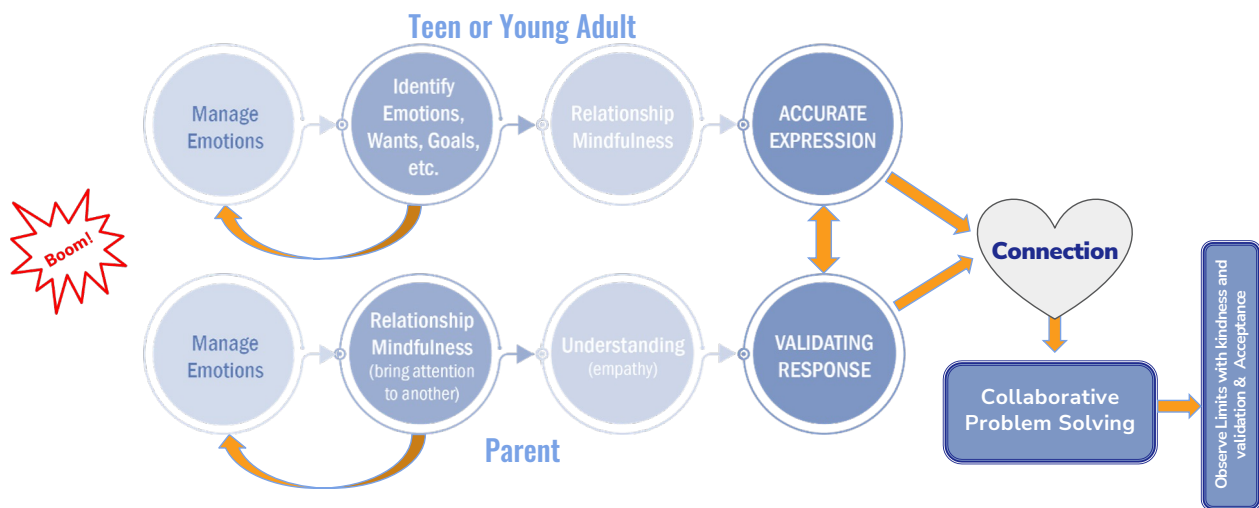 Teen or Young Adult
Manage
Emotions
Identify
Emotions,
Wants, Goals,
etc.
Relationship
Mindfulness
ACCURATE
EXPRESSION
Boom!
Connection
Manage
Emotions
Relationship
Mindfulness
(bring attention
to another)
Understanding
(empathy)
VALIDATING
RESPONSE
Parent
Collaborative
Problem Solving
Observe Limits with kindness and
validation & Acceptance